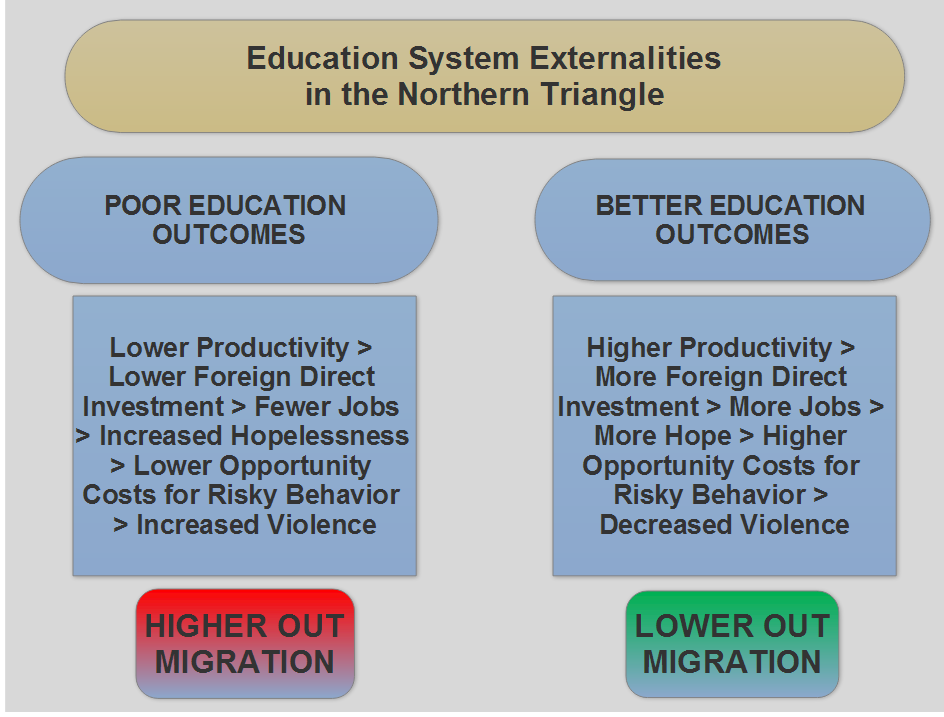 Education System Externalities
in the Northern Triangle
POOR EDUCATION
OUTCOMES
Lower Productivity >
Lower Foreign Direct
Investment > Fewer Jobs
> Increased Hopelessness
> Lower Opportunity
Costs for Risky Behavior
> Increased Violence
HIGHER OUT
MIGRATION
BETTER EDUCATION
OUTCOMES
Higher Productivity >
More Foreign Direct
Investment > More Jobs >
More Hope > Higher
Opportunity Costs for
Risky Behavior >
Decreased Violence
LOWER OUT
MIGRATION